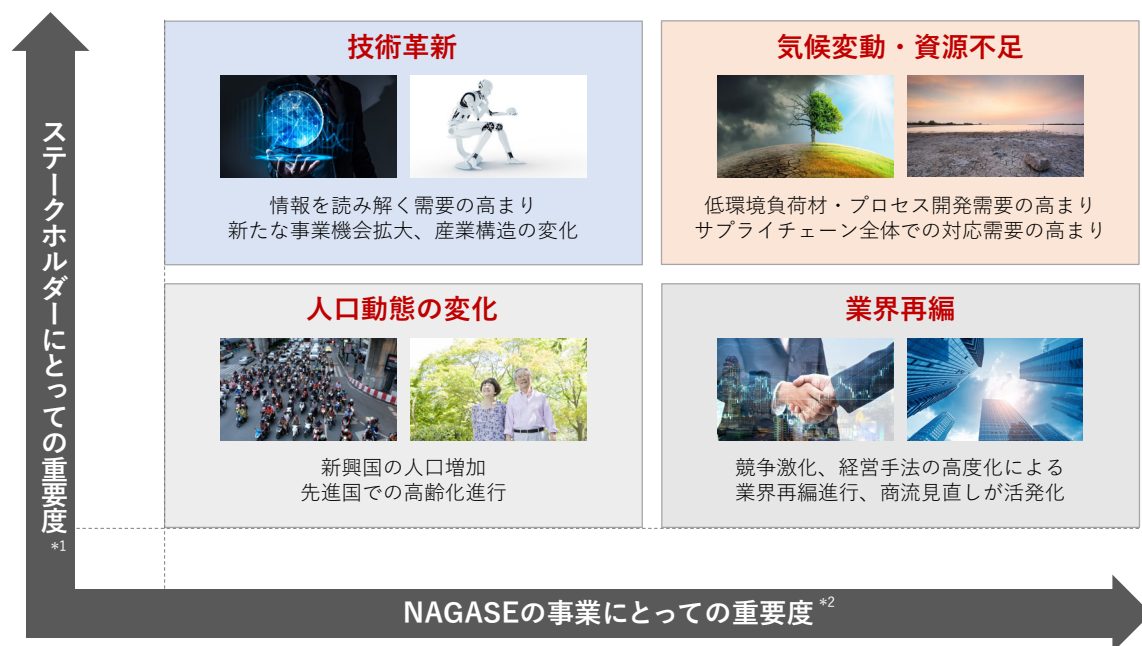 ステークホルダーにとっての重要度 *1
技術革新
情報を読み解く需要の高まり
新たな事業機会拡大、産業構造の変化
気候変動・資源不足
低環境負荷材・プロセス開発需要の高まり
サプライチェーン全体での対応需要の高まり
人口動態の変化
新興国の人口増加
先進国での高齢化進行
業界再編
競争激化、経営手法の高度化による
業界再編進行、商流見直しが活発化
NAGASEの事業にとっての重要度 *2